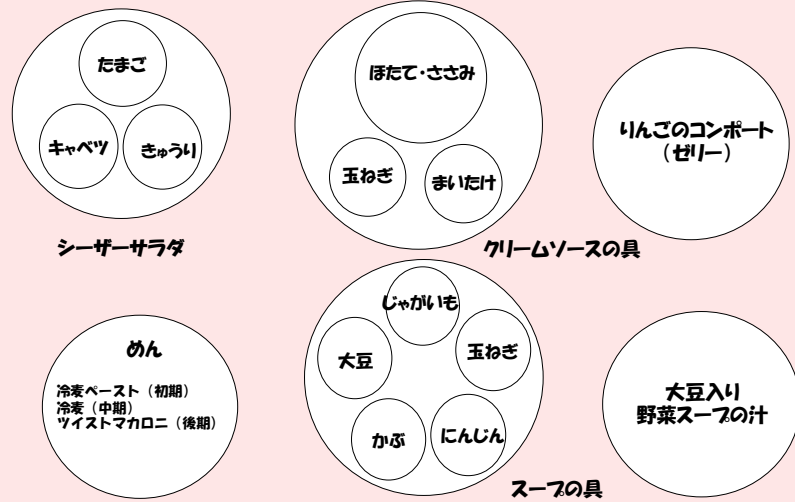 たまご
キャベツ
きゅうり
シーザーサラダ
ほたて・ささみ
玉ねぎ
まいたけ
クリームソースの具
りんごのコンポート
（ゼリー）
めん
冷麦ペースト（初期）
冷麦（中期）
ツイストマカロニ（後期）
じゃがいも
大豆
玉ねぎ
かぶ
にんじん
スープの具
大豆入り
野菜スープの汁